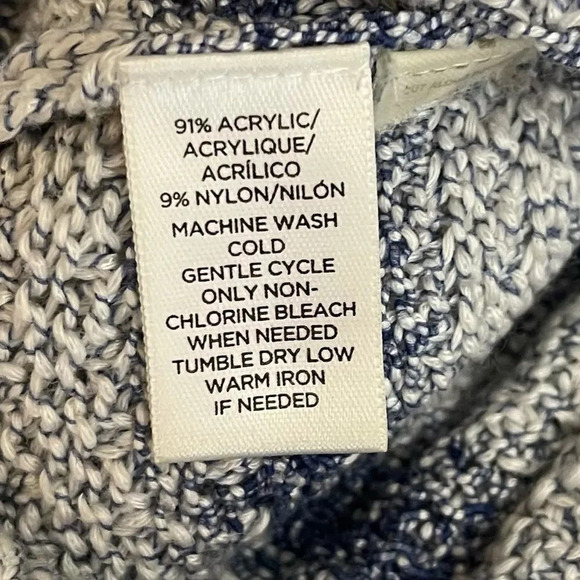 91% ACRYLIC/
ACRYLIQUE/
ACRÍLICO
9% NYLON/NILÓN
MACHINE WASH
COLD
GENTLE CYCLE
ONLY NON-
CHLORINE BLEACH
WHEN NEEDED
TUMBLE DRY LOW
WARM IRON
IF NEEDED